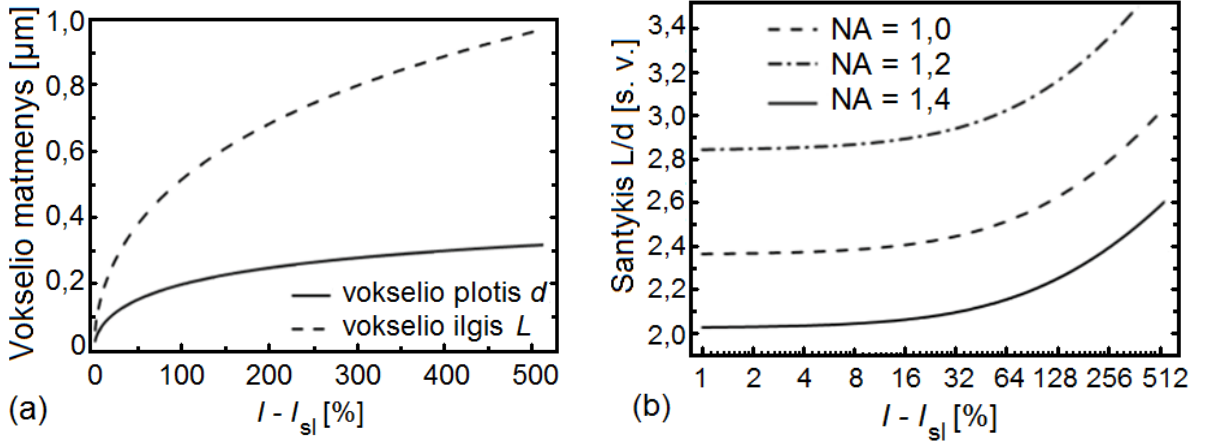 Vokselio matmenys [µm]
1,0
0,8
0,6
0,4
0,2
0
vokselio plotis d
vokselio ilgis L
0 100 200 300 400 500
I - I_sl [%]
(a)
Santykis L/d [s. v.]
3,4
3,2
3,0
2,8
2,6
2,4
2,2
2,0
NA = 1,0
NA = 1,2
NA = 1,4
1 2 4 8 16 32 64 128 256 512
I - I_sl [%]
(b)